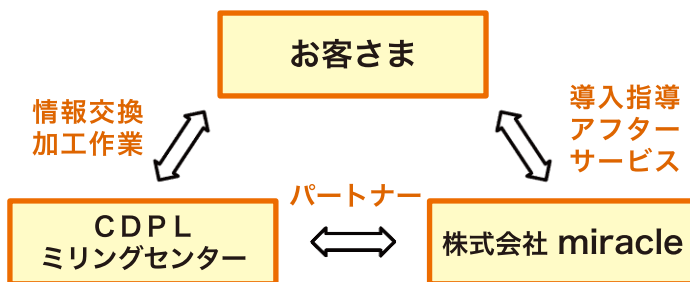 お客さま
情報交換
加工作業
導入指導
アフター
サービス
パートナー
ＣＤＰＬ
ミリングセンター
株式会社 miracle